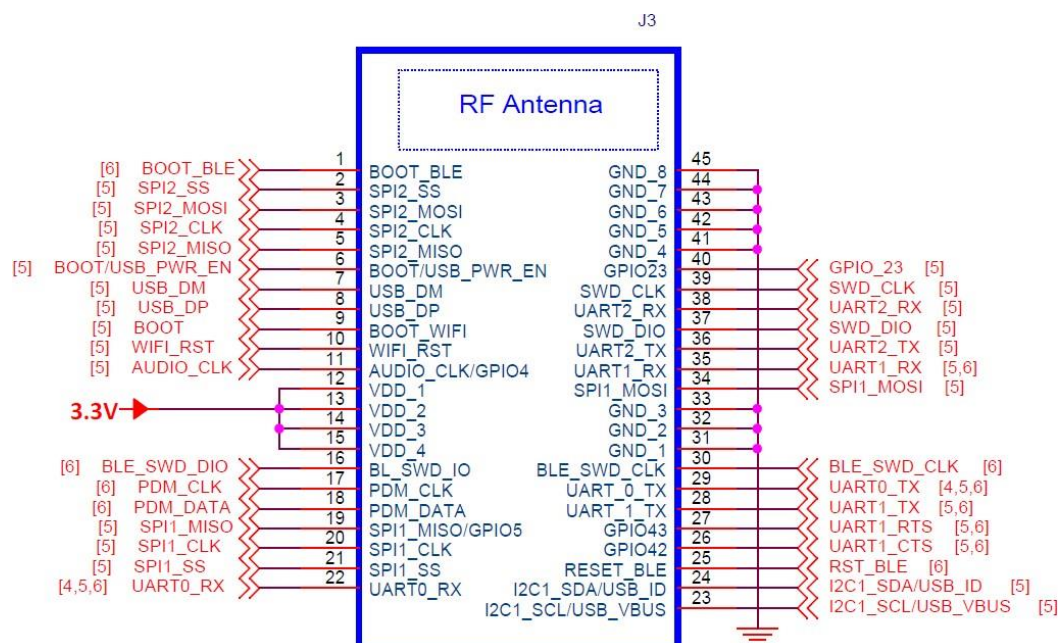 J3
RF Antenna
[6] BOOT_BLE 1 BOOT_BLE GND_8 45
[5] SPI2_SS 2 SPI2_SS GND_7 44
[5] SPI2_MOSI 3 SPI2_MOSI GND_6 43
[5] SPI2_CLK 4 SPI2_CLK GND_5 42
[5] SPI2_MISO 5 SPI2_MISO GND_4 41
[5] BOOT/USB_PWR_EN 6 BOOT/USB_PWR_EN GPIO23 40 GPIO_23 [5]
[5] USB_DM 7 USB_DM SWD_CLK 39 SWD_CLK [5]
[5] USB_DP 8 USB_DP UART2_RX 38 UART2_RX [5]
[5] BOOT 9 BOOT_WIFI SWD_DIO 37 SWD_DIO [5]
[5] WIFI_RST 10 WIFI_RST UART2_TX 36 UART2_TX [5]
[5] AUDIO_CLK 11 AUDIO_CLK/GPIO4 UART1_RX 35 UART1_RX [5,6]
12 VDD_1 SPI1_MOSI 34 SPI1_MOSI [5]
3.3V 13 VDD_2 GND_3 33
14 VDD_3 GND_2 32
15 VDD_4 GND_1 31
[6] BLE_SWD_DIO 16 BL_SWD_IO BLE_SWD_CLK 30 BLE_SWD_CLK [6]
[6] PDM_CLK 17 PDM_CLK UART_0_TX 29 UART0_TX [4,5,6]
[6] PDM_DATA 18 PDM_DATA UART_1_TX 28 UART1_TX [5,6]
[5] SPI1_MISO 19 SPI1_MISO/GPIO5 GPIO43 27 UART1_RTS [5,6]
[5] SPI1_CLK 20 SPI1_CLK GPIO42 26 UART1_CTS [5,6]
[5] SPI1_SS 21 SPI1_SS RESET_BLE 25 RST_BLE [6]
[4,5,6] UART0_RX 22 UART0_RX I2C1_SDA/USB_ID 24 I2C1_SDA/USB_ID [5]
I2C1_SCL/USB_VBUS 23 I2C1_SCL/USB_VBUS [5]